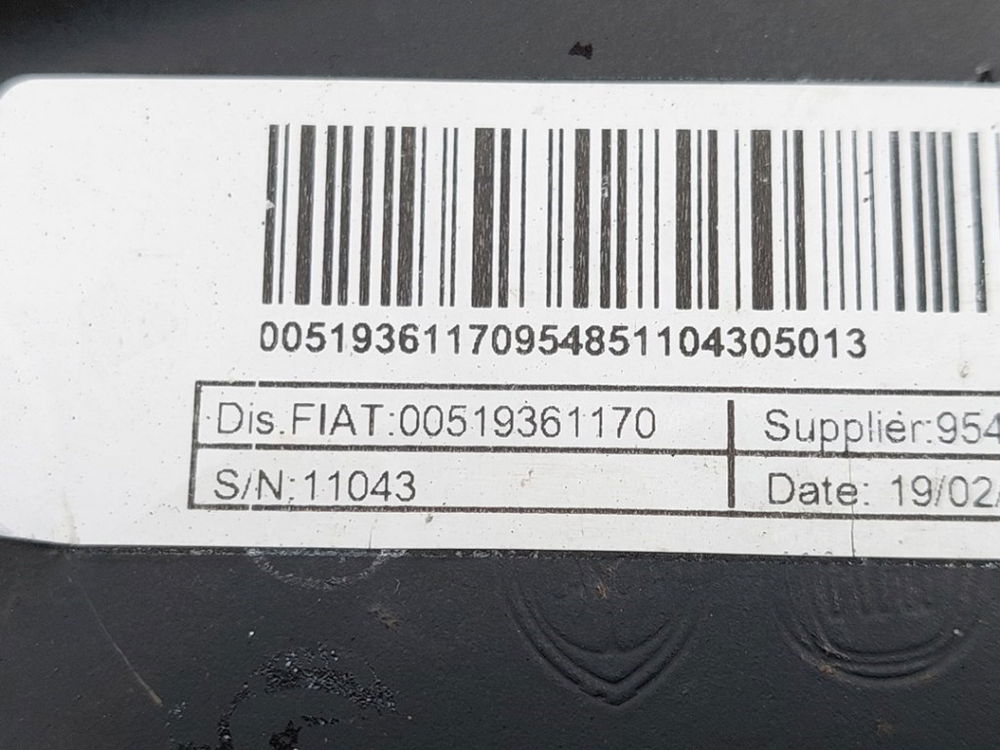 00519361170954851104305013
Dis.FIAT:00519361170
Supplier:954
S/N:11043
Date: 19/02/